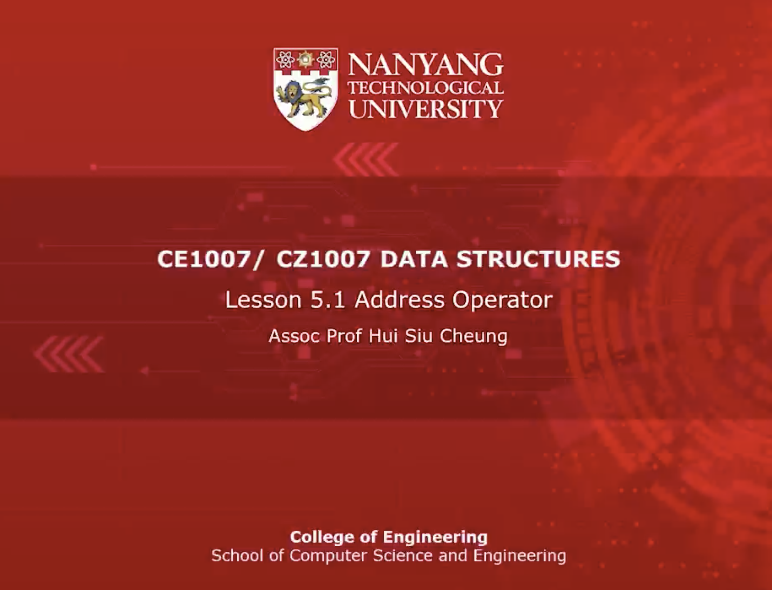 NANYANG
TECHNOLOGICAL
UNIVERSITY
CE1007/ CZ1007 DATA STRUCTURES
Lesson 5.1 Address Operator
Assoc Prof Hui Siu Cheung
College of Engineering
School of Computer Science and Engineering